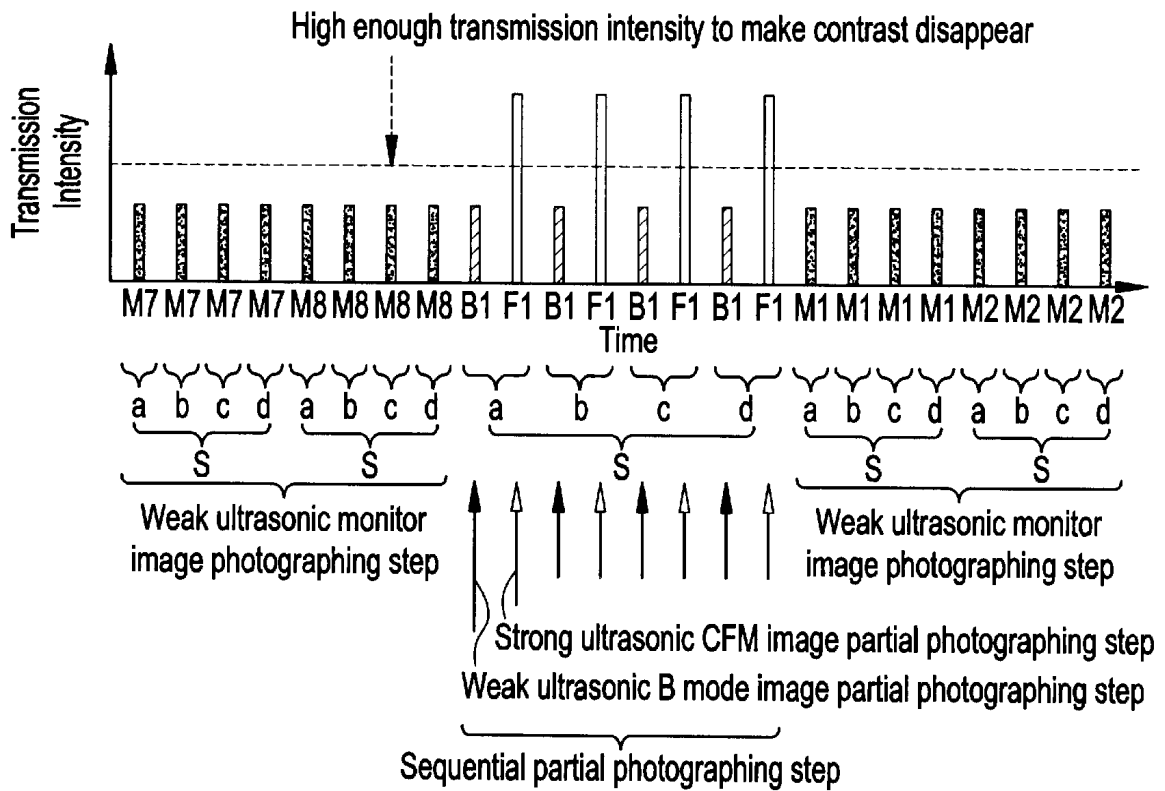 High enough transmission intensity to make contrast disappear
Transmission
Intensity
M7 M7 M7 M7 M8 M8 M8 M8 B1 F1 B1 F1 B1 F1 B1 F1 M1 M1 M1 M1 M2 M2 M2 M2
Time
a b c d a b c d a b c d a b c d a b c d
S S S S S
Weak ultrasonic monitor
image photographing step
Weak ultrasonic monitor
image photographing step
Strong ultrasonic CFM image partial photographing step
Weak ultrasonic B mode image partial photographing step
Sequential partial photographing step